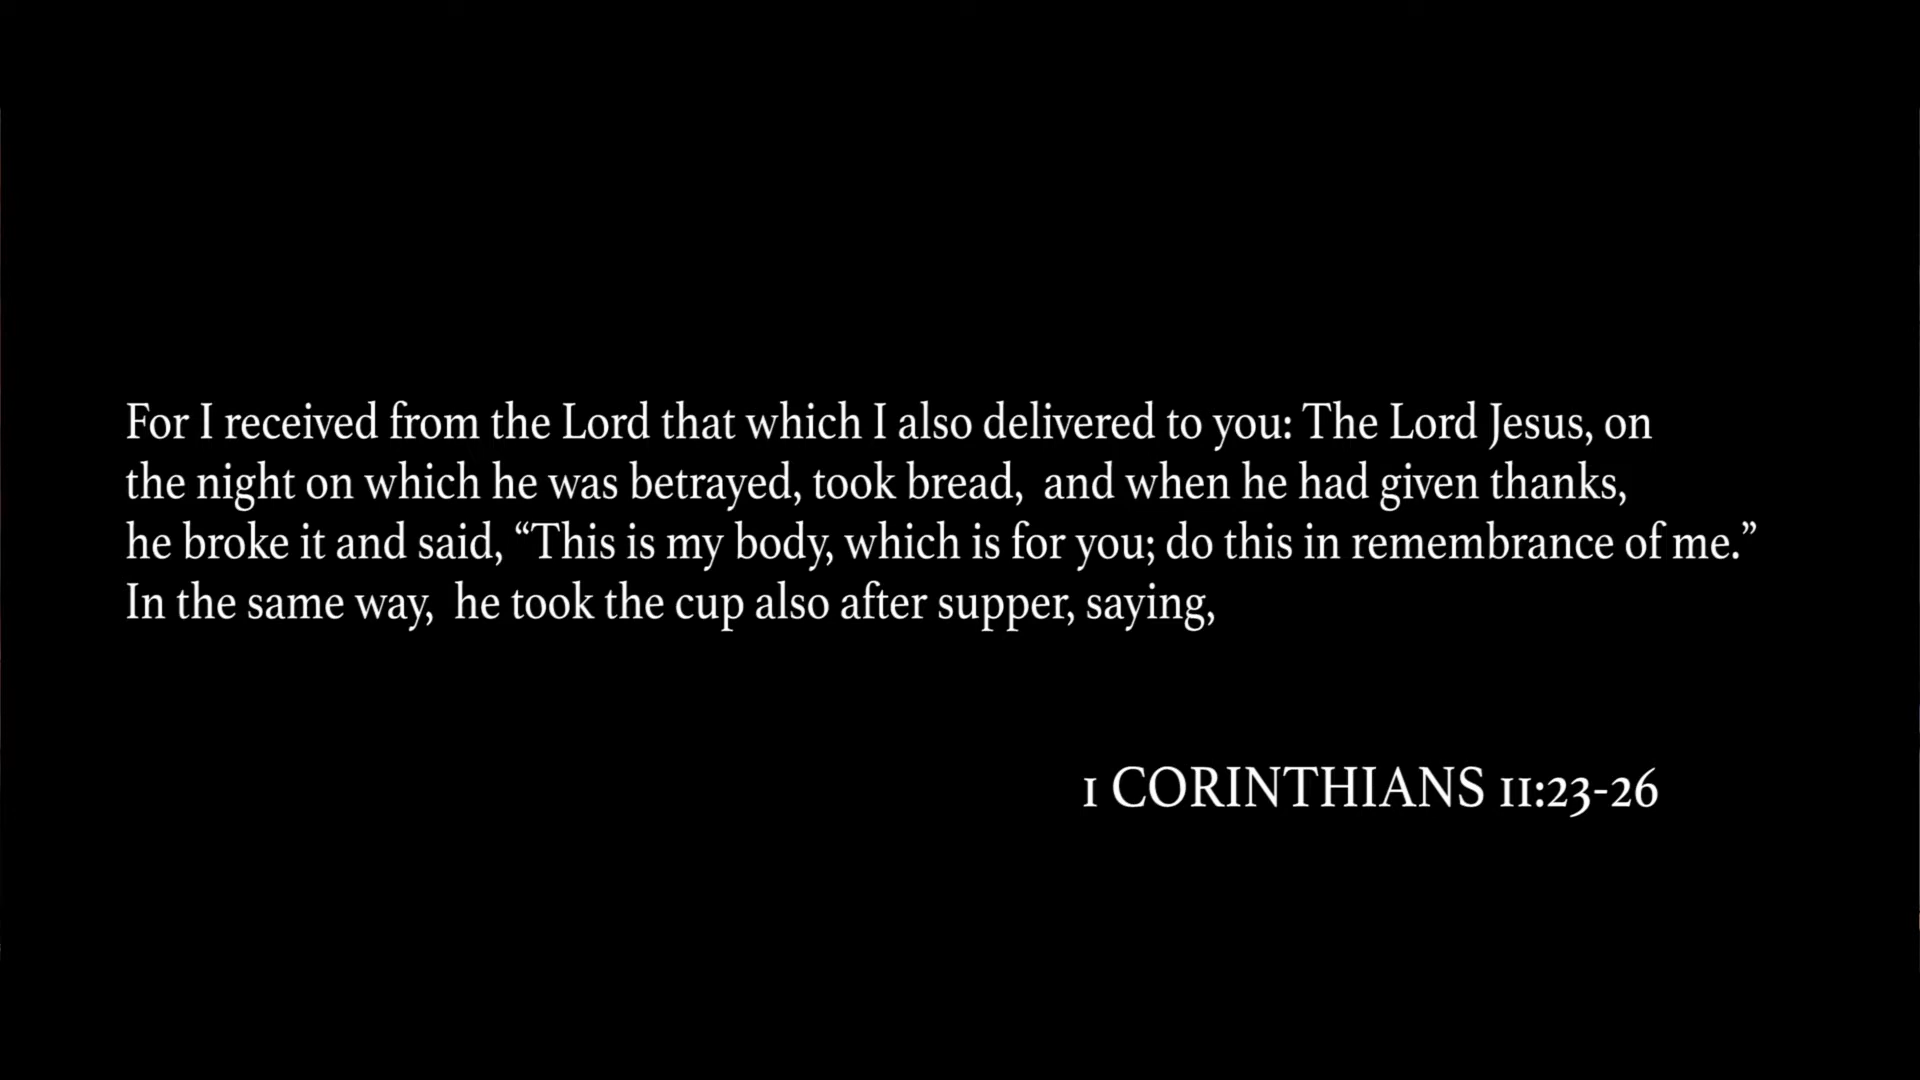 For I received from the Lord that which I also delivered to you: The Lord Jesus, on
the night on which he was betrayed, took bread,  and when he had given thanks,
he broke it and said, “This is my body, which is for you; do this in remembrance of me.”
In the same way,  he took the cup also after supper, saying,
1 CORINTHIANS 11:23-26